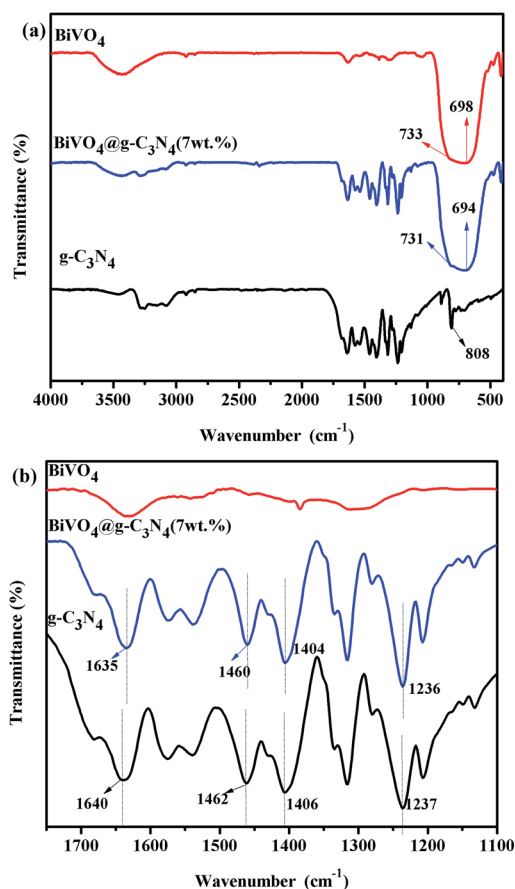 (a)
BiVO4
698
733
BiVO4@g-C3N4(7wt.%)
694
731
g-C3N4
808
Transmittance (%)
4000 3500 3000 2500 2000 1500 1000 500
Wavenumber (cm-1)
(b)
BiVO4
BiVO4@g-C3N4(7wt.%)
g-C3N4
1635 1460 1404 1236
1640 1462 1406 1237
Transmittance (%)
1700 1600 1500 1400 1300 1200 1100
Wavenumber (cm-1)